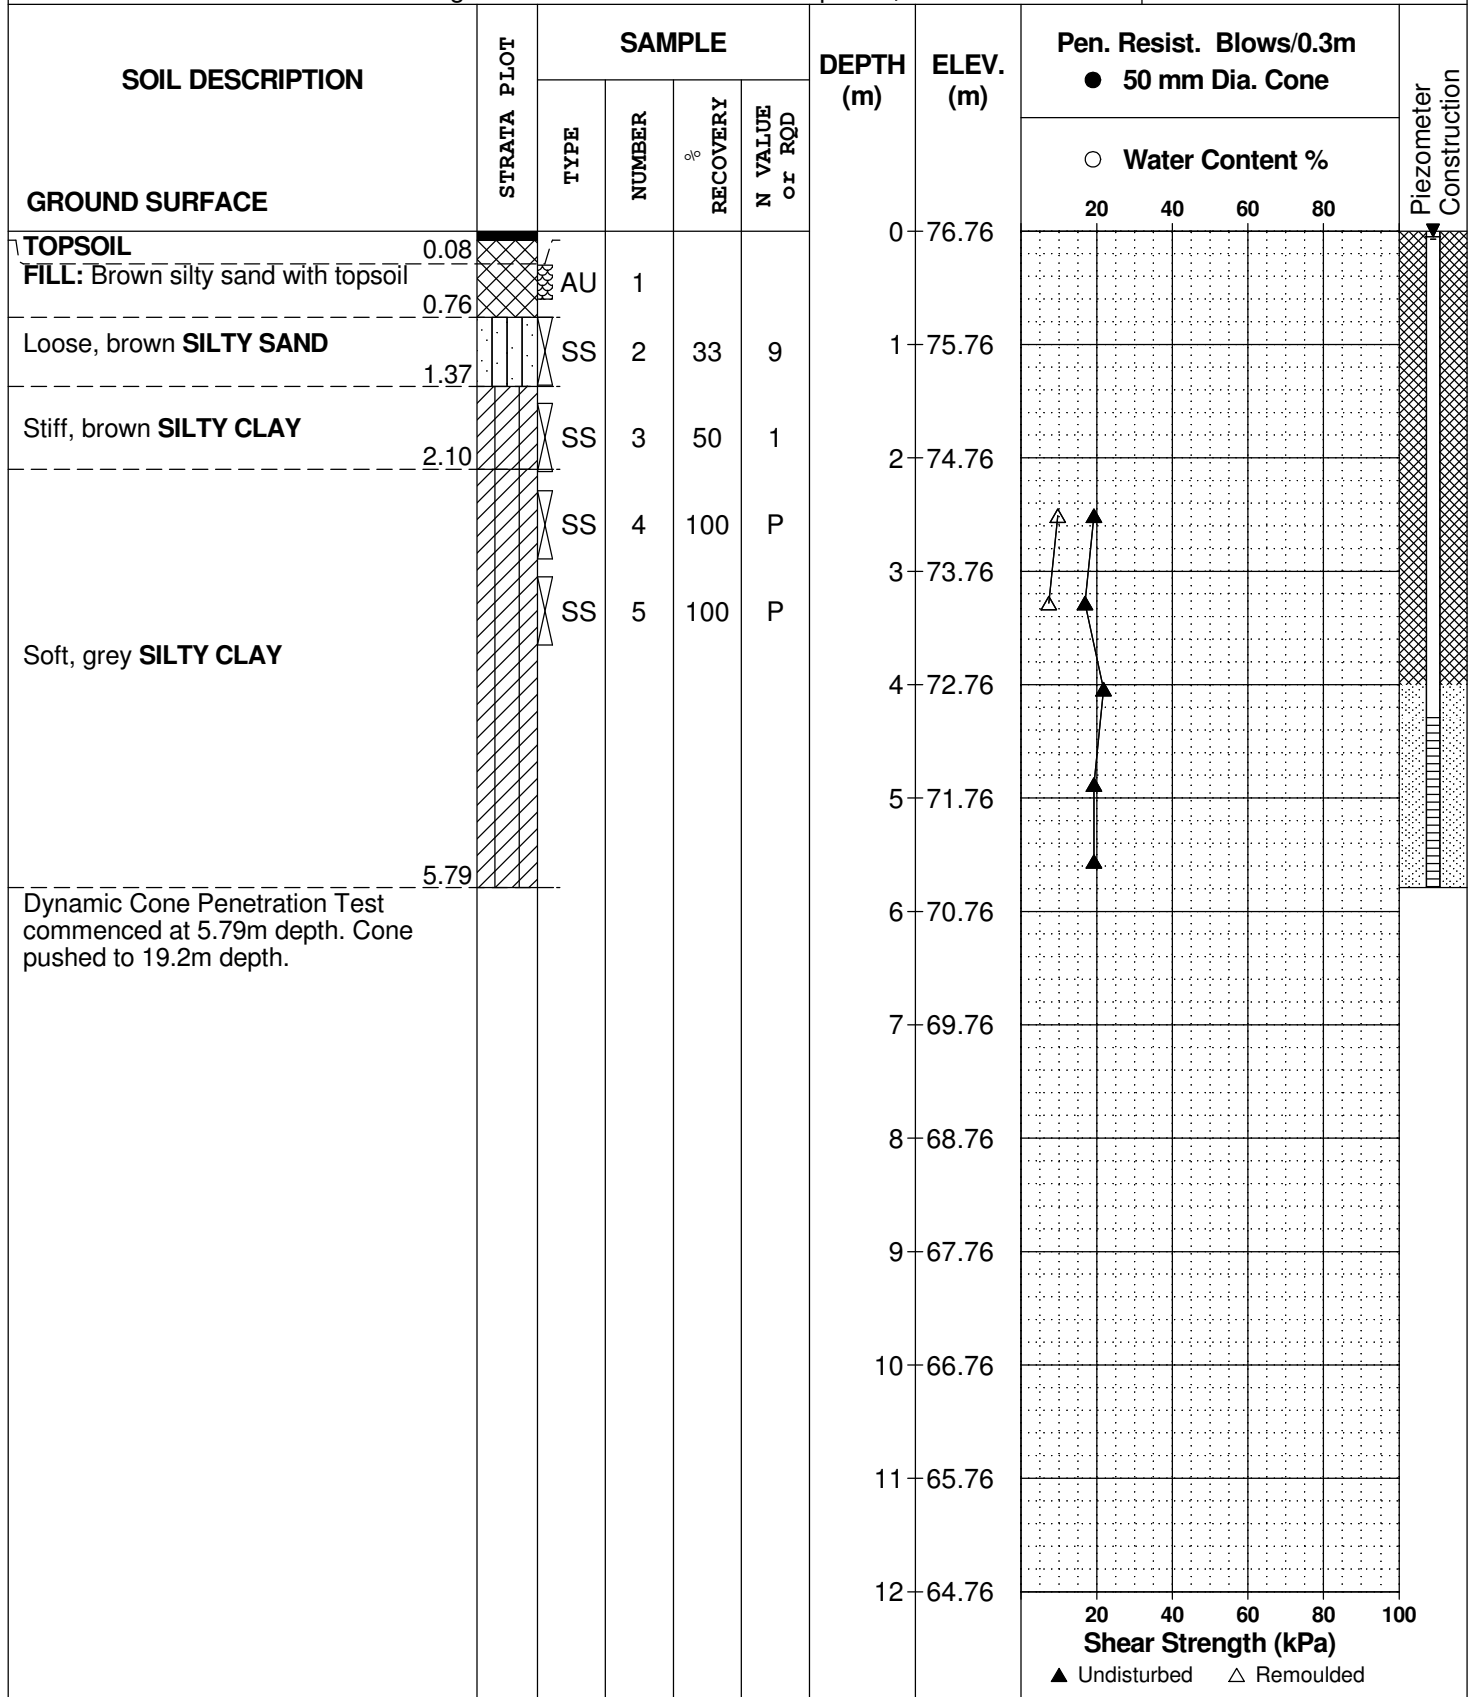 SOIL DESCRIPTION
GROUND SURFACE
STRATA PLOT
SAMPLE
TYPE
NUMBER
%
RECOVERY
N VALUE
or RQD
DEPTH
(m)
ELEV.
(m)
Pen. Resist. Blows/0.3m
● 50 mm Dia. Cone
○ Water Content %
20 40 60 80
Piezometer
Construction
0 76.76
TOPSOIL 0.08
FILL: Brown silty sand with topsoil
0.76
AU 1
Loose, brown SILTY SAND
1.37
SS 2 33 9
1 75.76
Stiff, brown SILTY CLAY
2.10
SS 3 50 1
2 74.76
SS 4 100 P
3 73.76
SS 5 100 P
Soft, grey SILTY CLAY
4 72.76
5 71.76
5.79
Dynamic Cone Penetration Test
commenced at 5.79m depth. Cone
pushed to 19.2m depth.
6 70.76
7 69.76
8 68.76
9 67.76
10 66.76
11 65.76
12 64.76
20 40 60 80 100
Shear Strength (kPa)
▲ Undisturbed △ Remoulded